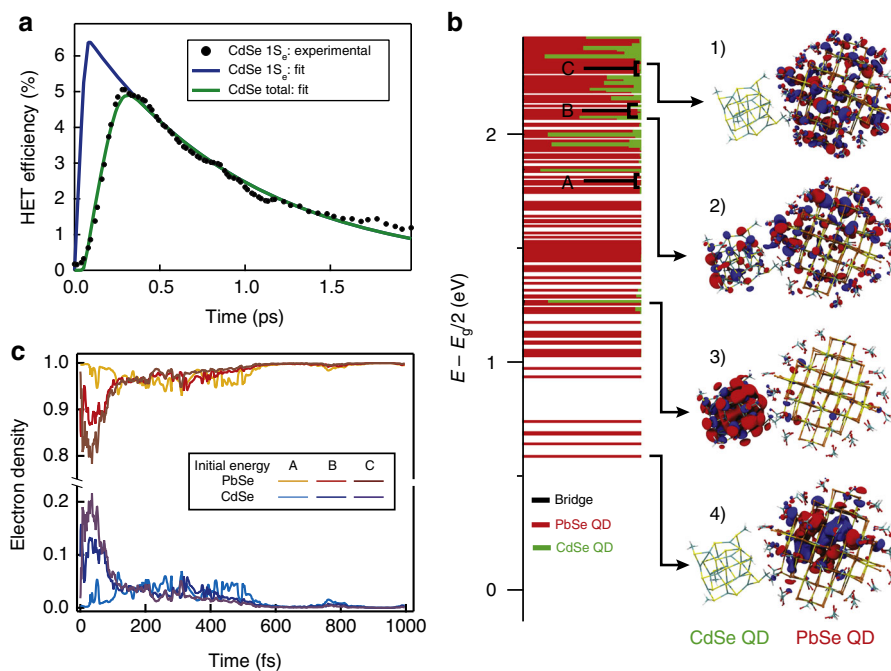 a
HET efficiency (%)
7
6
5
4
3
2
1
0
0.0 0.5 1.0 1.5
Time (ps)
CdSe 1Se: experimental
CdSe 1Se: fit
CdSe total: fit
b
E – Eg/2 (eV)
2
1
0
C
B
A
Bridge
PbSe QD
CdSe QD
1)
2)
3)
4)
CdSe QD PbSe QD
c
Electron density
1.0
0.9
0.8
0.2
0.1
0.0
0 200 400 600 800 1000
Time (fs)
Initial energy A B C
PbSe
CdSe